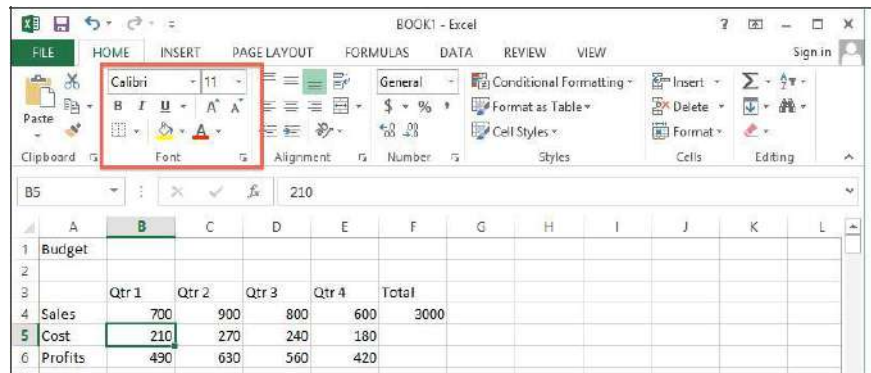 BOOK1 - Excel ?
FILE HOME INSERT PAGE LAYOUT FORMULAS DATA REVIEW VIEW Sign in
Paste
Calibri 11
B I U A A
A
General
$ % ,
Conditional Formatting
Format as Table
Cell Styles
Insert
Delete
Format
Clipboard Font Alignment Number Styles Cells Editing
B5 fx 210
A B C D E F G H I J K L
1 Budget
2
3 Qtr 1 Qtr 2 Qtr 3 Qtr 4 Total
4 Sales 700 900 800 600 3000
5 Cost 210 270 240 180
6 Profits 490 630 560 420